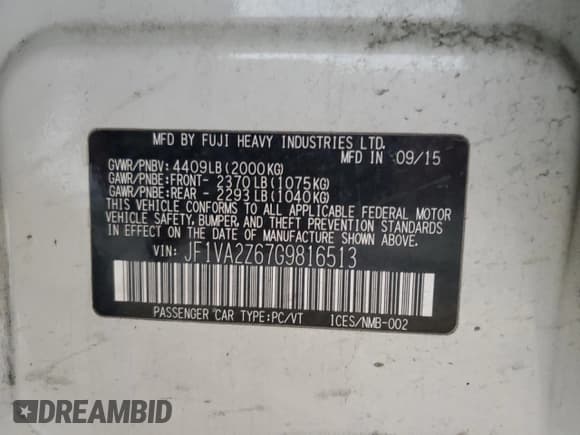 MFD BY FUJI HEAVY INDUSTRIES LTD.
MFD IN 09/15
GVWR/PNBV: 4409LB(2000KG)
GAWR/PNBE:FRONT- 2370LB(1075KG)
GAWR/PNBE:REAR - 2293LB(1040KG)
THIS VEHICLE CONFORMS TO ALL APPLICABLE FEDERAL MOTOR
VEHICLE SAFETY, BUMPER, AND THEFT PREVENTION STANDARDS
IN EFFECT ON THE DATE OF MANUFACTURE SHOWN ABOVE.
VIN: JF1VA2Z67G9816513
PASSENGER CAR TYPE:PC/VT ICES/NMB-002
DREAMBID